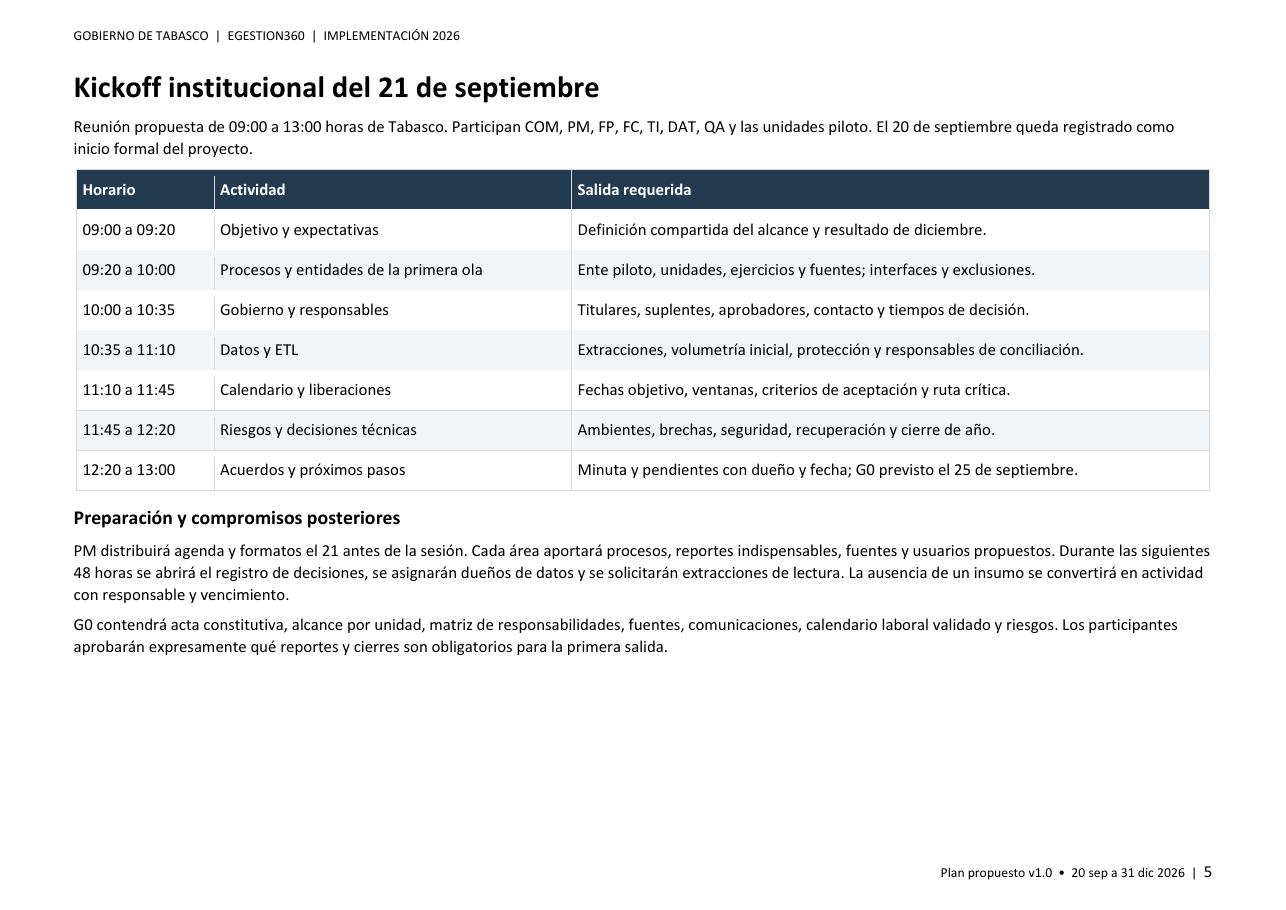 GOBIERNO DE TABASCO | EGESTION360 | IMPLEMENTACIÓN 2026
Kickoff institucional del 21 de septiembre
Reunión propuesta de 09:00 a 13:00 horas de Tabasco. Participan COM, PM, FP, FC, TI, DAT, QA y las unidades piloto. El 20 de septiembre queda registrado como
inicio formal del proyecto.
Horario Actividad Salida requerida
09:00 a 09:20 Objetivo y expectativas Definición compartida del alcance y resultado de diciembre.
09:20 a 10:00 Procesos y entidades de la primera ola Ente piloto, unidades, ejercicios y fuentes; interfaces y exclusiones.
10:00 a 10:35 Gobierno y responsables Titulares, suplentes, aprobadores, contacto y tiempos de decisión.
10:35 a 11:10 Datos y ETL Extracciones, volumetría inicial, protección y responsables de conciliación.
11:10 a 11:45 Calendario y liberaciones Fechas objetivo, ventanas, criterios de aceptación y ruta crítica.
11:45 a 12:20 Riesgos y decisiones técnicas Ambientes, brechas, seguridad, recuperación y cierre de año.
12:20 a 13:00 Acuerdos y próximos pasos Minuta y pendientes con dueño y fecha; G0 previsto el 25 de septiembre.
Preparación y compromisos posteriores
PM distribuirá agenda y formatos el 21 antes de la sesión. Cada área aportará procesos, reportes indispensables, fuentes y usuarios propuestos. Durante las siguientes
48 horas se abrirá el registro de decisiones, se asignarán dueños de datos y se solicitarán extracciones de lectura. La ausencia de un insumo se convertirá en actividad
con responsable y vencimiento.
G0 contendrá acta constitutiva, alcance por unidad, matriz de responsabilidades, fuentes, comunicaciones, calendario laboral validado y riesgos. Los participantes
aprobarán expresamente qué reportes y cierres son obligatorios para la primera salida.
Plan propuesto v1.0 • 20 sep a 31 dic 2026 | 5